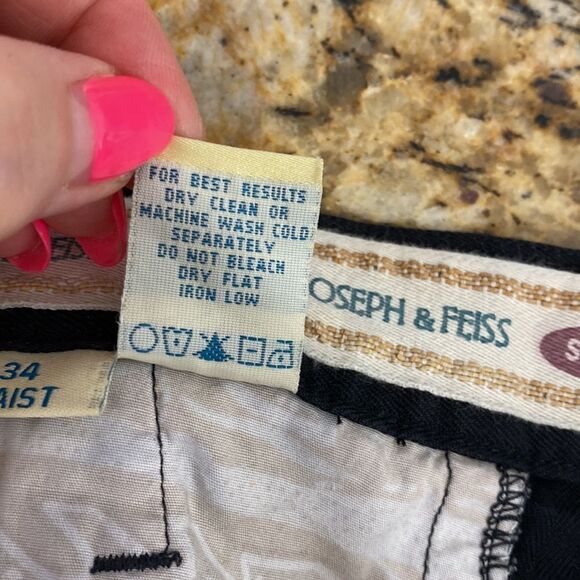 FOR BEST RESULTS
DRY CLEAN OR
MACHINE WASH COLD
SEPARATELY
DO NOT BLEACH
DRY FLAT
IRON LOW
EISS
OSEPH & FEISS
S
34
AIST